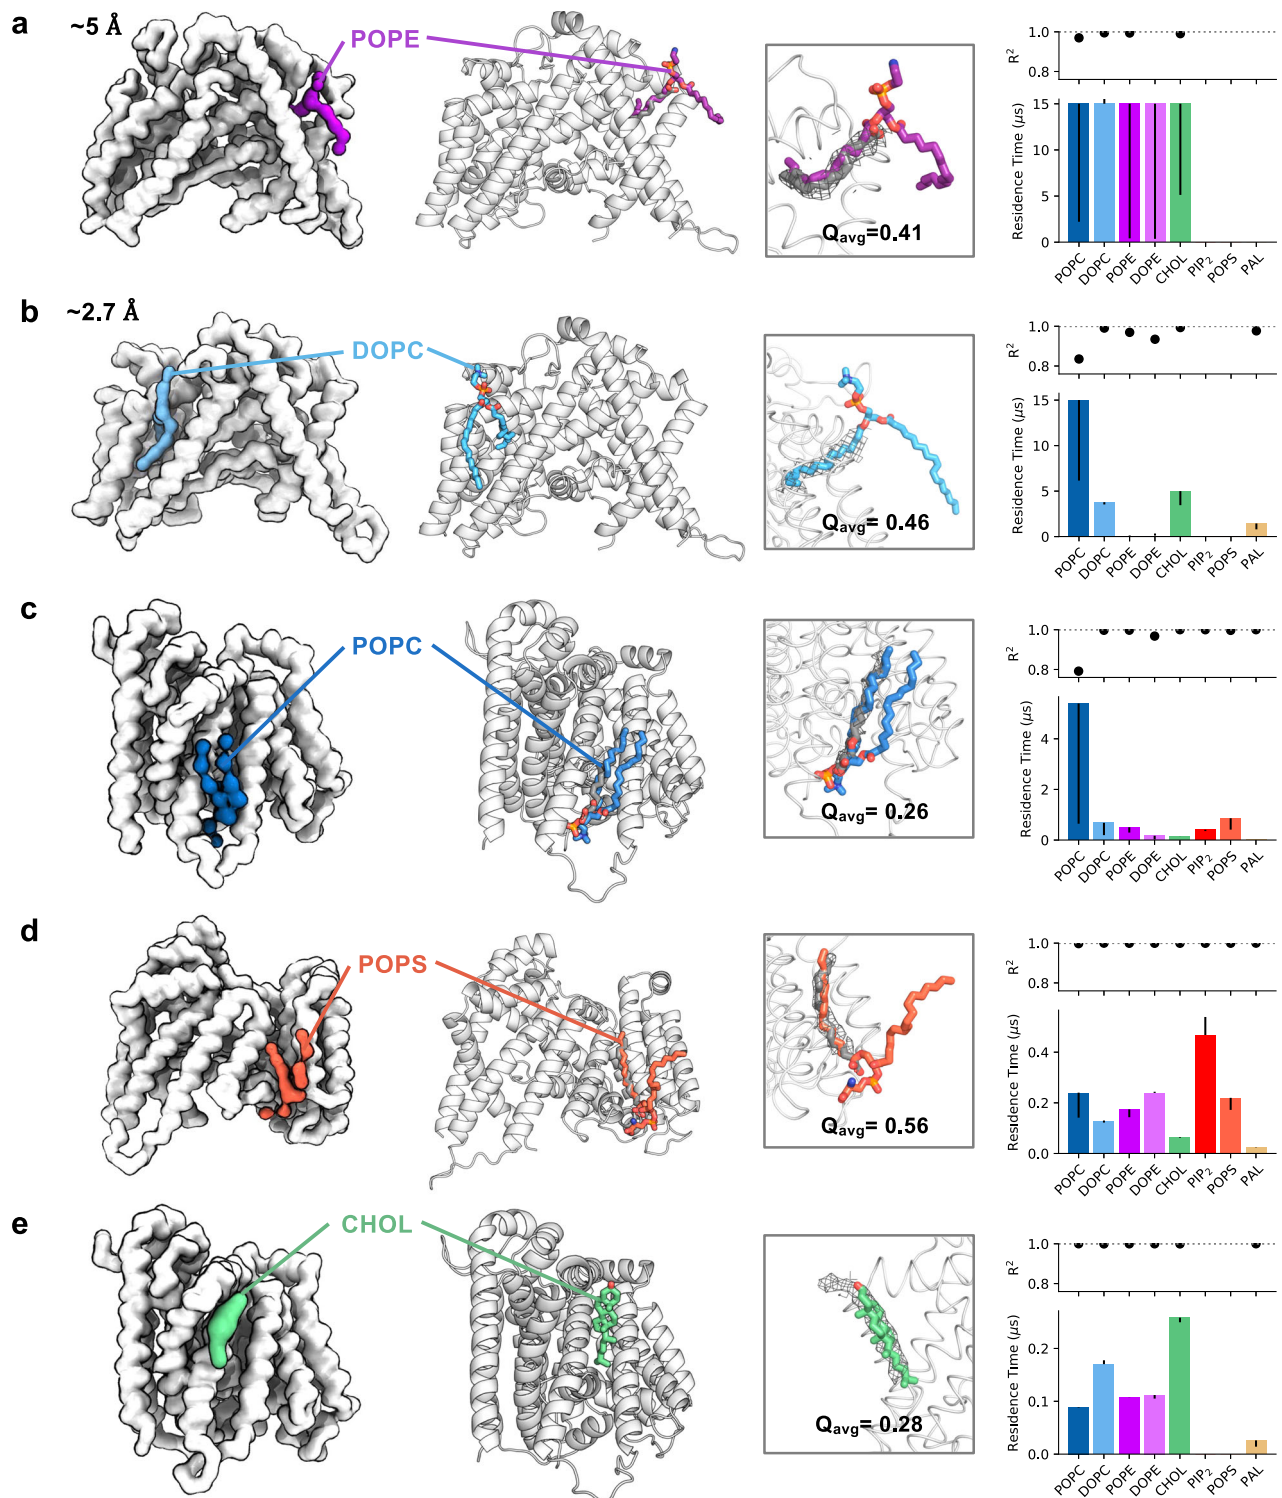 a
~5 Å
POPE
Qavg=0.41
R²
1.0
0.8
Residence Time (μs)
15
10
5
0
POPC DOPC POPE DOPE CHOL PIP₂ POPS PAL
b
~2.7 Å
DOPC
Qavg= 0.46
R²
1.0
0.8
Residence Time (μs)
15
10
5
0
POPC DOPC POPE DOPE CHOL PIP₂ POPS PAL
c
POPC
Qavg= 0.26
R²
1.0
0.8
Residence Time (μs)
4
2
0
POPC DOPC POPE DOPE CHOL PIP₂ POPS PAL
d
POPS
Qavg= 0.56
R²
1.0
0.8
Residence Time (μs)
0.4
0.2
0.0
POPC DOPC POPE DOPE CHOL PIP₂ POPS PAL
e
CHOL
Qavg= 0.28
R²
1.0
0.8
Residence Time (μs)
0.2
0.1
0.0
POPC DOPC POPE DOPE CHOL PIP₂ POPS PAL